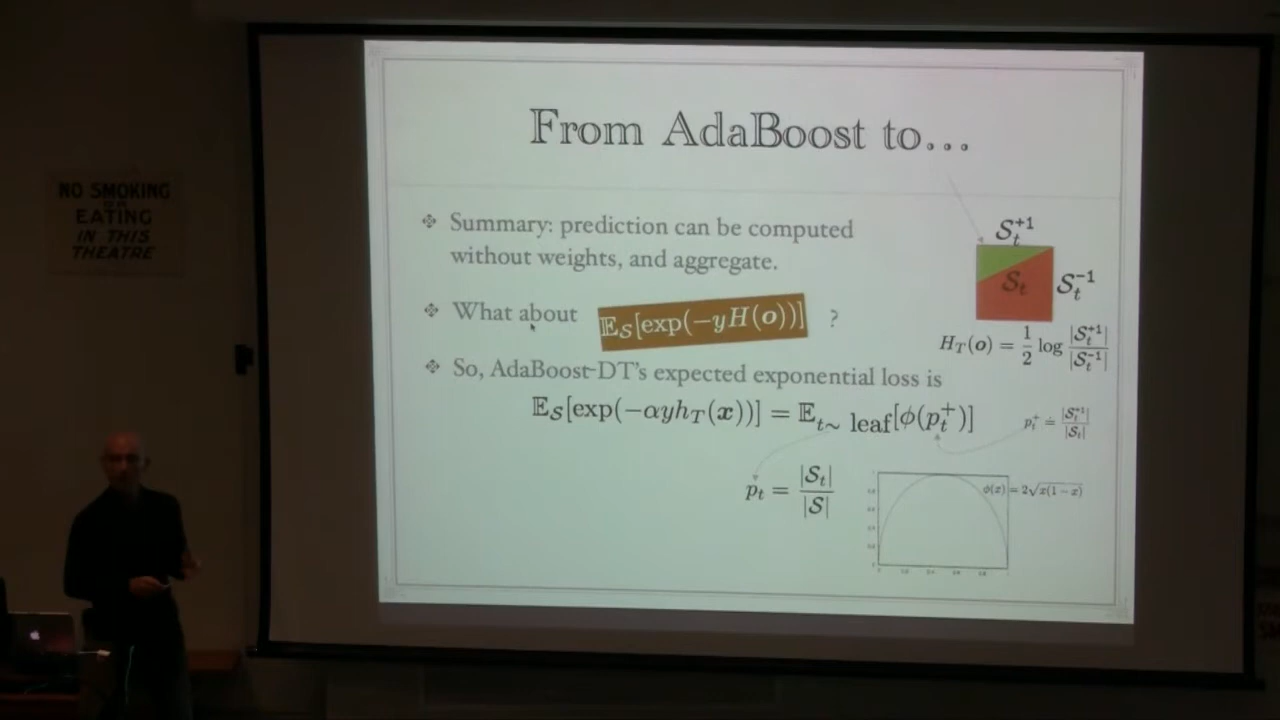 NO SMOKING
EATING
IN THIS
THEATRE
From AdaBoost to...
❖ Summary: prediction can be computed
without weights, and aggregate.
❖ What about 𝔼_S[exp(−yH(o))] ?
❖ So, AdaBoost-DT's expected exponential loss is
𝔼_S[exp(−αyh_T(x))] = 𝔼_{t∼ leaf}[ϕ(p_t^+)]
p_t = |S_t| / |S|
S_t^{+1}
S_t
S_t^{-1}
H_T(o) = 1/2 log |S_t^{+1}| / |S_t^{-1}|
p_t^+ ≐ |S_t^{+1}| / |S_t|
ϕ(x) = 2√x(1 − x)